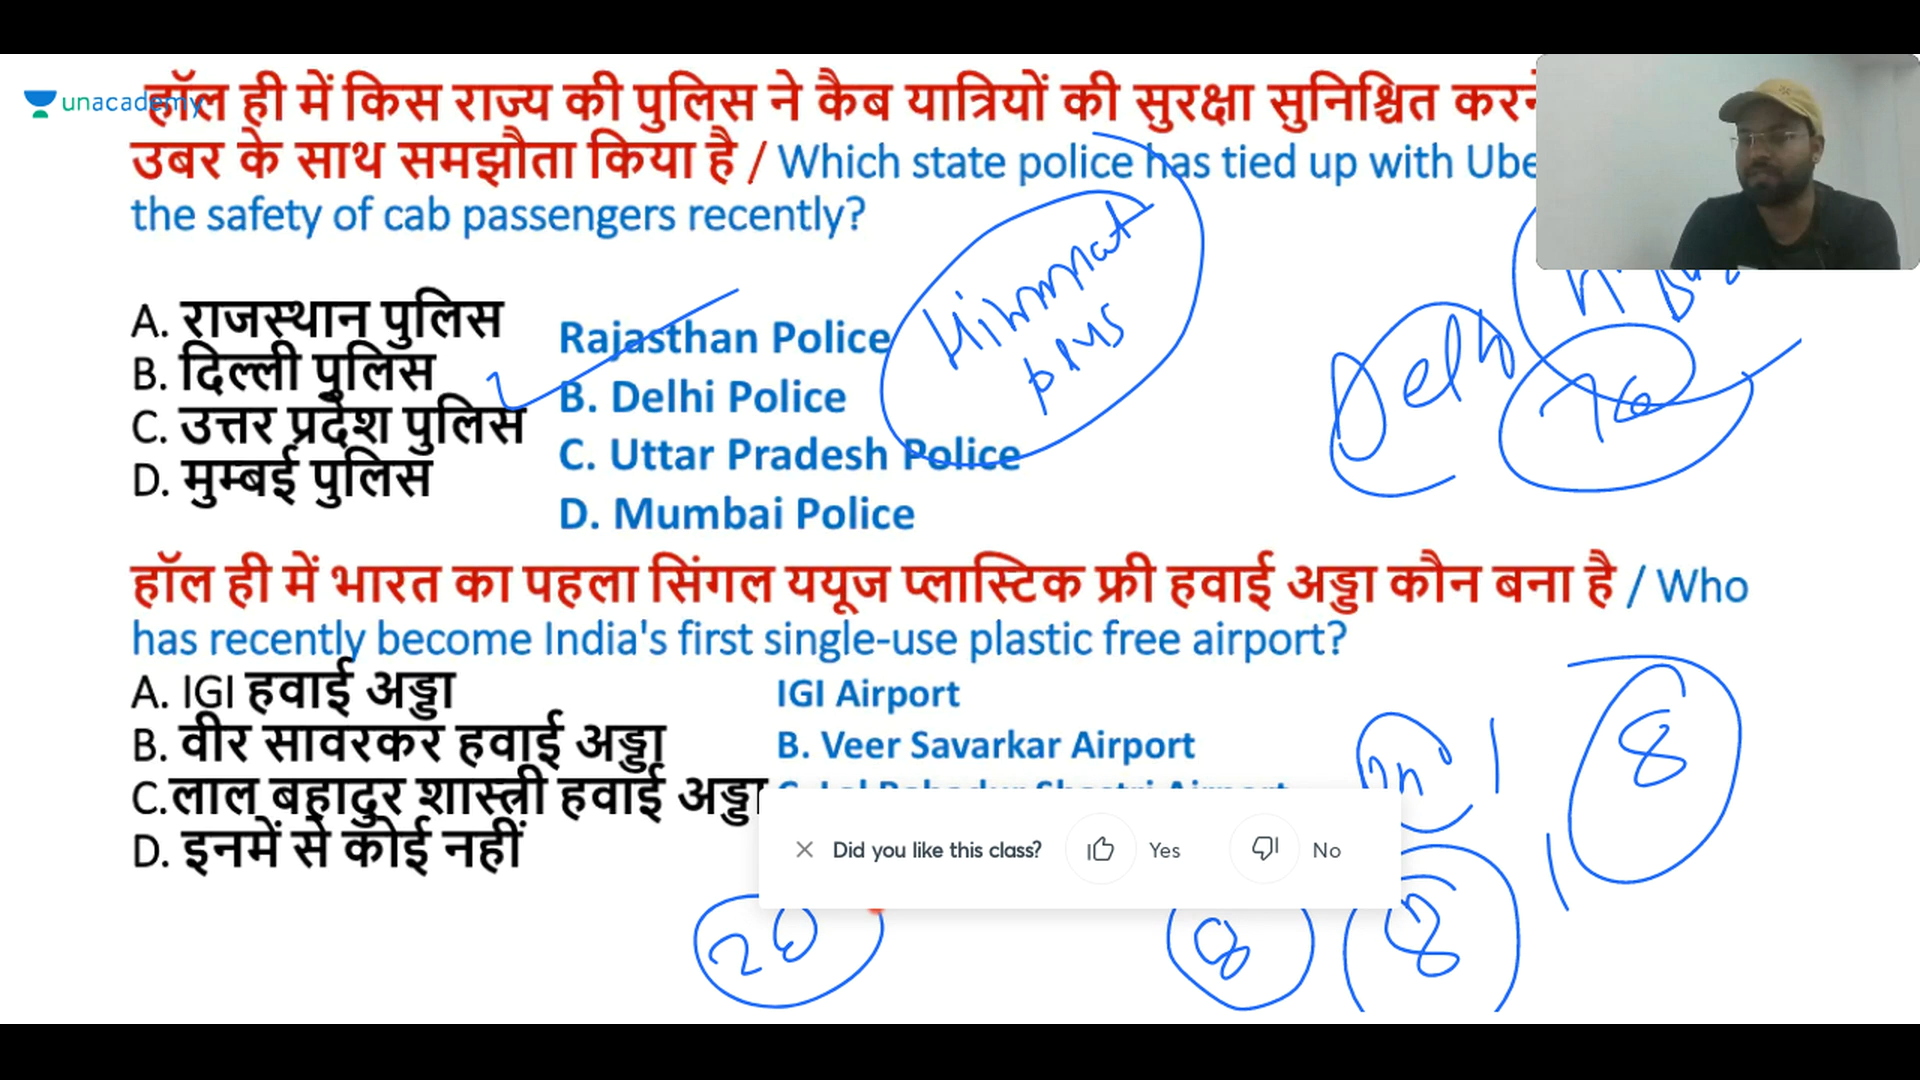 unacademy
हॉल ही में किस राज्य की पुलिस ने कैब यात्रियों की सुरक्षा सुनिश्चित
उबर के साथ समझौता किया है / Which state police has tied up with
the safety of cab passengers recently?
A. राजस्थान पुलिस
B. दिल्ली पुलिस
C. उत्तर प्रदेश पुलिस
D. मुम्बई पुलिस
Rajasthan Police
B. Delhi Police
C. Uttar Pradesh Police
D. Mumbai Police
Himmat
plus
Delhi
हॉल ही में भारत का पहला सिंगल ययूज प्लास्टिक फ्री हवाई अड्डा कौन बना है / Who
has recently become India's first single-use plastic free airport?
A. IGI हवाई अड्डा
B. वीर सावरकर हवाई अड्डा
C.लाल बहादुर शास्त्री हवाई अड्डा
D. इनमें से कोई नहीं
IGI Airport
B. Veer Savarkar Airport
C. Lal Bahadur Shastri Airport
8
Did you like this class? Yes No
8
8